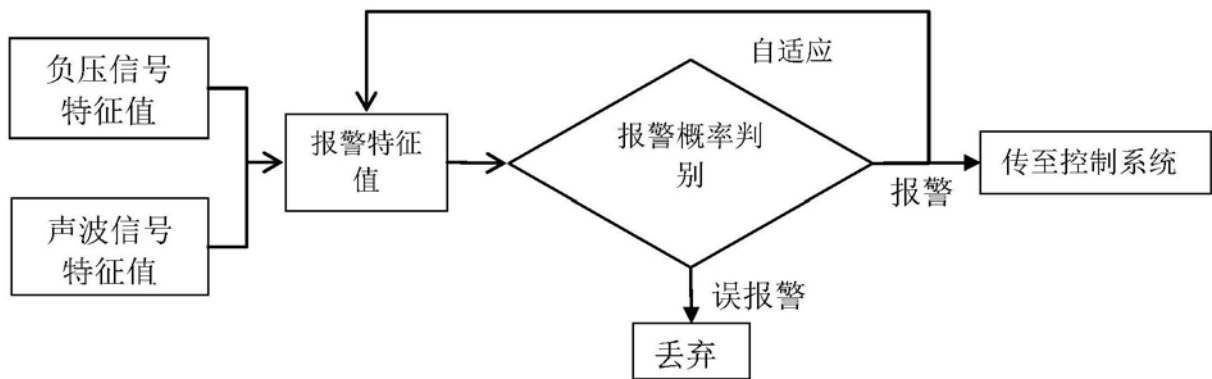 自适应
负压信号
特征值
报警特征
值
报警概率判
别
传至控制系统
报警
声波信号
特征值
误报警
丢弃